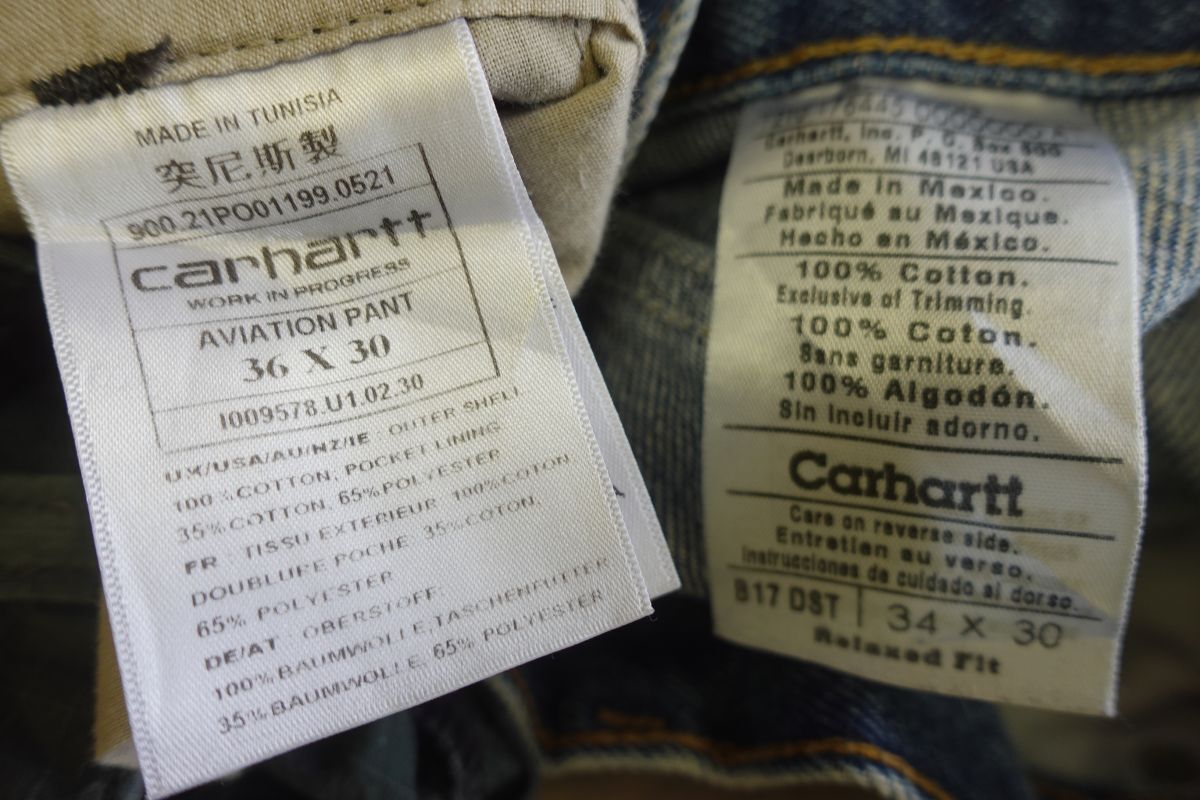 MADE IN TUNISIA
突尼斯製
900.21PO01199.0521
carhartt
WORK IN PROGRESS
AVIATION PANT
36 X 30
I009578.U1.02.30
UK/USA/AU/NZ/IE : OUTER SHELL
100%COTTON, POCKET LINING
35%COTTON, 65%POLYESTER
FR : TISSU EXTERIEUR 100%COTON
DOUBLURE POCHE 35%COTON,
65% POLYESTER
DE/AT : OBERSTOFF:
100%BAUMWOLLE,TASCHENFUTTER
35%BAUMWOLLE, 65% POLYESTER
Carhartt, Inc. P. O. Box 600
Dearborn, MI 48121 USA
Made in Mexico.
Fabriqué au Mexique.
Hecho en México.
100% Cotton.
Exclusive of Trimming.
100% Coton.
Sans garniture.
100% Algodón.
Sin incluir adorno.
Carhartt
Care on reverse side.
Entretien au verso.
Instrucciones de cuidado al dorso.
B17 DST 34 X 30
Relaxed Fit